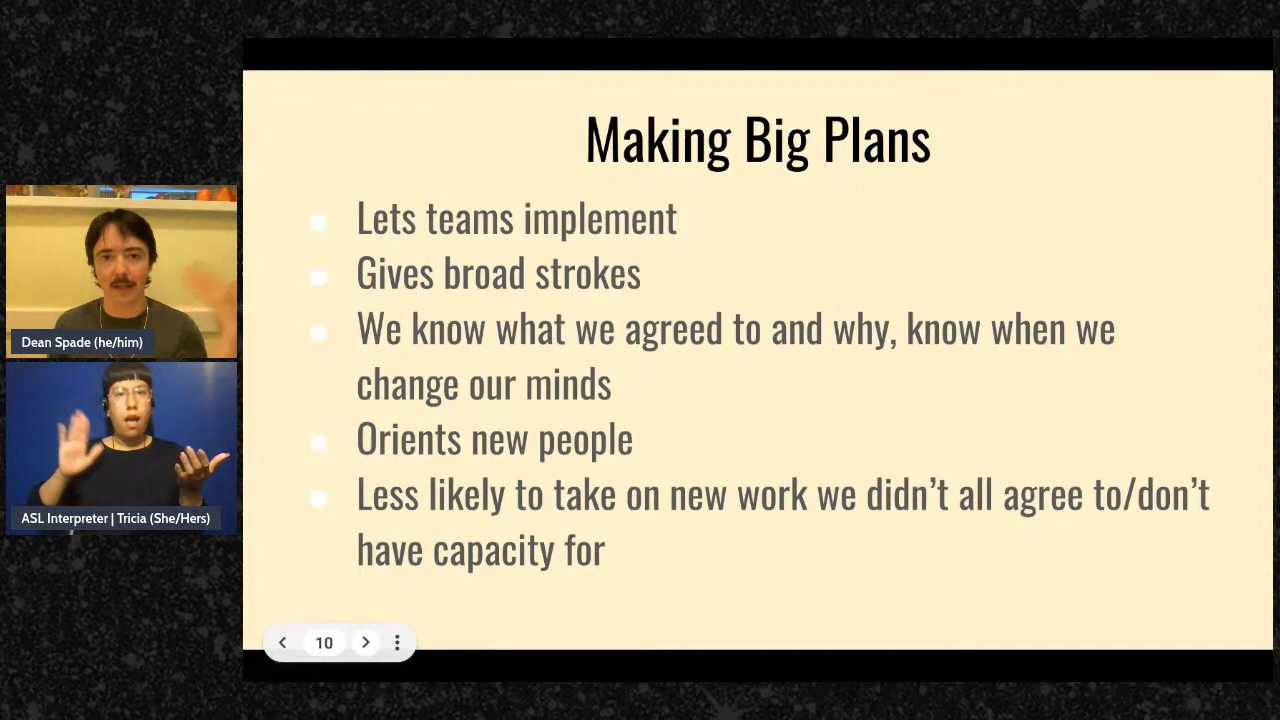 Making Big Plans
Lets teams implement
Gives broad strokes
We know what we agreed to and why, know when we
change our minds
Orients new people
Less likely to take on new work we didn't all agree to/don't
have capacity for
10
Dean Spade (he/him)
ASL Interpreter | Tricia (She/Hers)